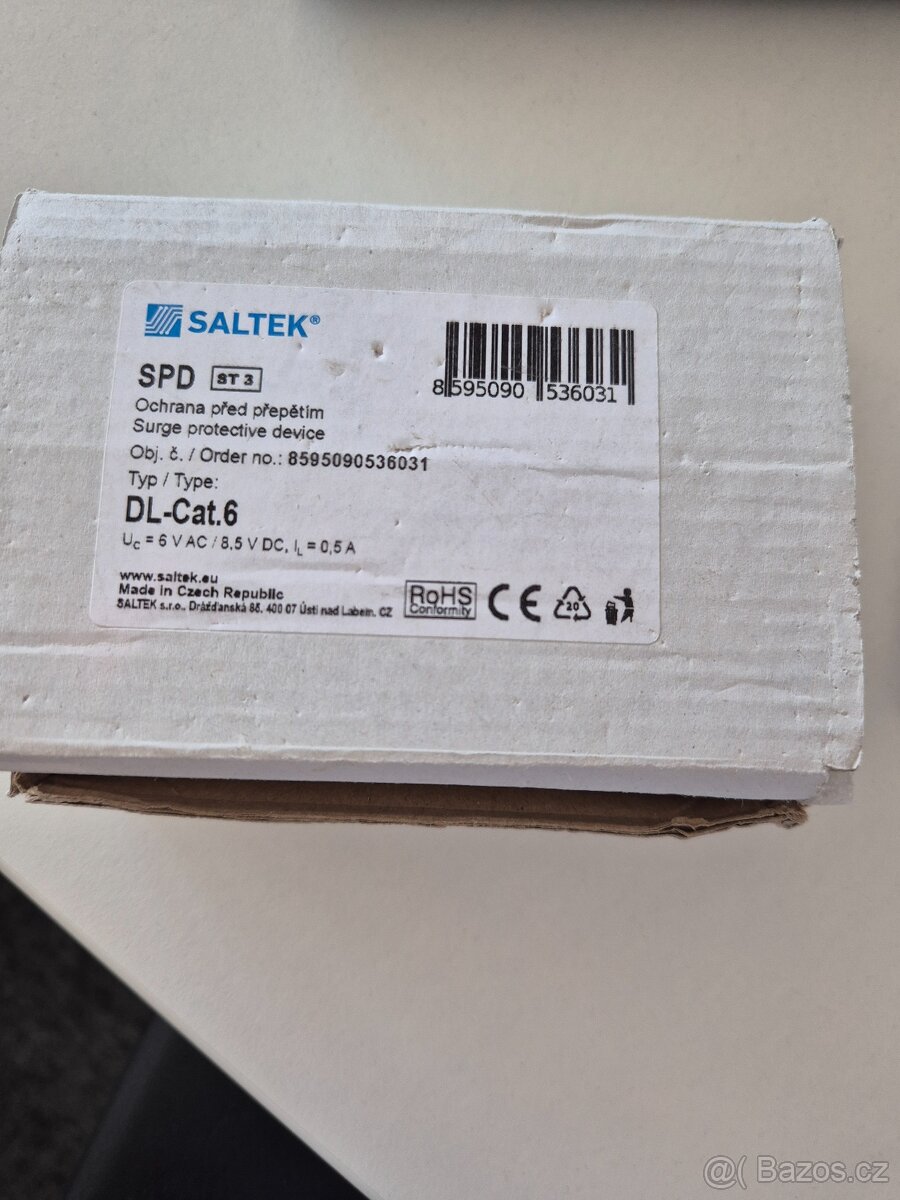 SALTEK®
SPD ST 3
Ochrana před přepětím
Surge protective device
Obj. č. / Order no.: 8595090536031
Typ / Type:
DL-Cat.6
UC = 6 V AC / 8,5 V DC, IL = 0,5 A
www.saltek.eu
Made in Czech Republic
SALTEK s.r.o., Drážďanská 85, 400 07 Ústí nad Labem, CZ
8 595090 536031
RoHS
Conformity
CE
20
@( Bazos.cz